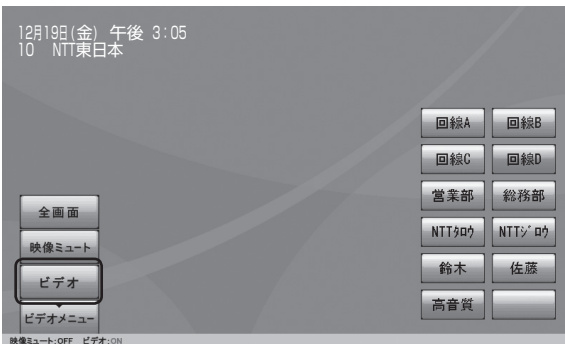 12月19日(金) 午後 3:05
10 NTT東日本
回線A 回線B
回線C 回線D
営業部 総務部
NTTﾀﾛｳ NTTｼﾞﾛｳ
鈴木 佐藤
高音質
全画面
映像ミュート
ビデオ
ビデオメニュー
映像ミュート:OFF ビデオ:ON